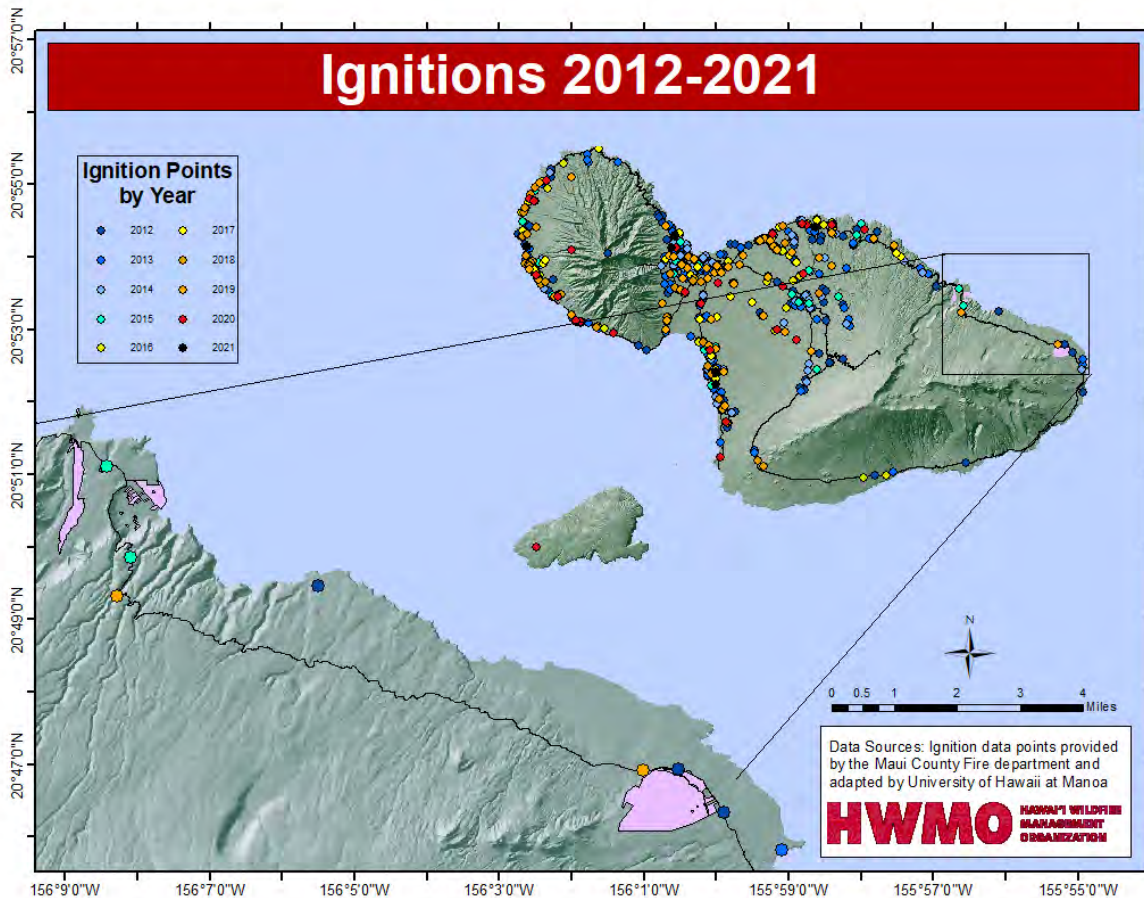 Ignitions 2012-2021
Ignition Points
by Year
2012
2017
2013
2018
2014
2019
2015
2020
2016
2021
20°57'0"N
20°55'0"N
20°53'0"N
20°51'0"N
20°49'0"N
20°47'0"N
N
0 0.5 1 2 3 4
Miles
Data Sources: Ignition data points provided
by the Maui County Fire department and
adapted by University of Hawaii at Manoa
HWMO
HAWAI'I WILDFIRE
MANAGEMENT
ORGANIZATION
156°9'0"W 156°7'0"W 156°5'0"W 156°3'0"W 156°1'0"W 155°59'0"W 155°57'0"W 155°55'0"W